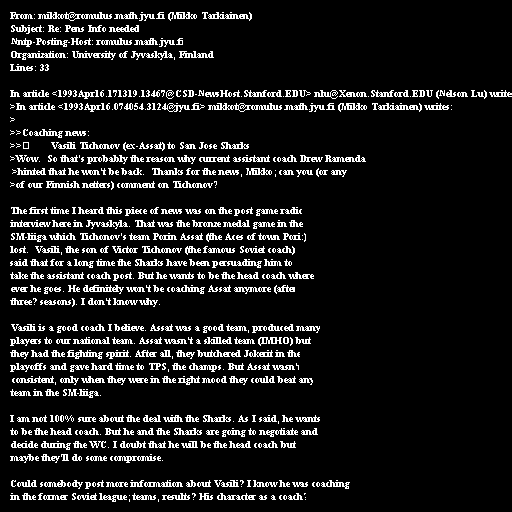 From: mikkot@romulus.math.jyu.fi (Mikko Tarkiainen)
Subject: Re: Pens Info needed
Nntp-Posting-Host: romulus.math.jyu.fi
Organization: University of Jyvaskyla, Finland
Lines: 33

In article <1993Apr16.171319.13467@CSD-NewsHost.Stanford.EDU> nlu@Xenon.Stanford.EDU (Nelson Lu) write
>In article <1993Apr16.074054.3124@jyu.fi> mikkot@romulus.math.jyu.fi (Mikko Tarkiainen) writes:
>
>>Coaching news:
>> Vasili Tichonov (ex-Assat) to San Jose Sharks
>Wow. So that's probably the reason why current assistant coach Drew Remenda
>hinted that he won't be back. Thanks for the news, Mikko; can you (or any
>of our Finnish netters) comment on Tichonov?

The first time I heard this piece of news was on the post game radio
interview here in Jyvaskyla. That was the bronze medal game in the
SM-liiga which Tichonov's team Porin Assat (the Aces of town Pori:)
lost. Vasili, the son of Victor Tichonov (the famous Soviet coach)
said that for a long time the Sharks have been persuading him to
take the assistant coach post. But he wants to be the head coach where
ever he goes. He definitely won't be coaching Assat anymore (after
three? seasons). I don't know why.

Vasili is a good coach I believe. Assat was a good team, produced many
players to our national team. Assat wasn't a skilled team (IMHO) but
they had the fighting spirit. After all, they butchered Jokerit in the
playoffs and gave hard time to TPS, the champs. But Assat wasn't
consistent, only when they were in the right mood they could beat any
team in the SM-liiga.

I am not 100% sure about the deal with the Sharks. As I said, he wants
to be the head coach. But he and the Sharks are going to negotiate and
decide during the WC. I doubt that he will be the head coach but
maybe they'll do some compromise.

Could somebody post more information about Vasili? I know he was coaching
in the former Soviet league; teams, results? His character as a coach?